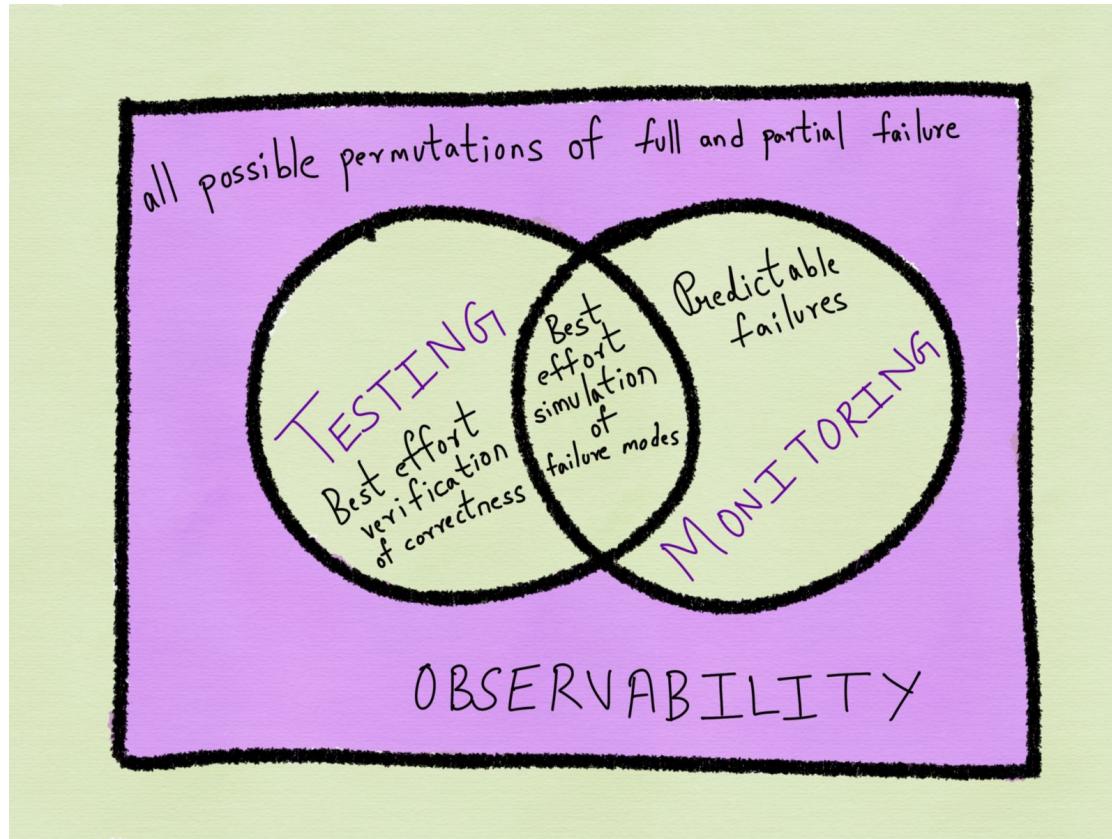 all possible permutations of full and partial failure
TESTING
Best effort
verification
of correctness
Best
effort
simulation
of
failure modes
Predictable
failures
MONITORING
OBSERVABILITY